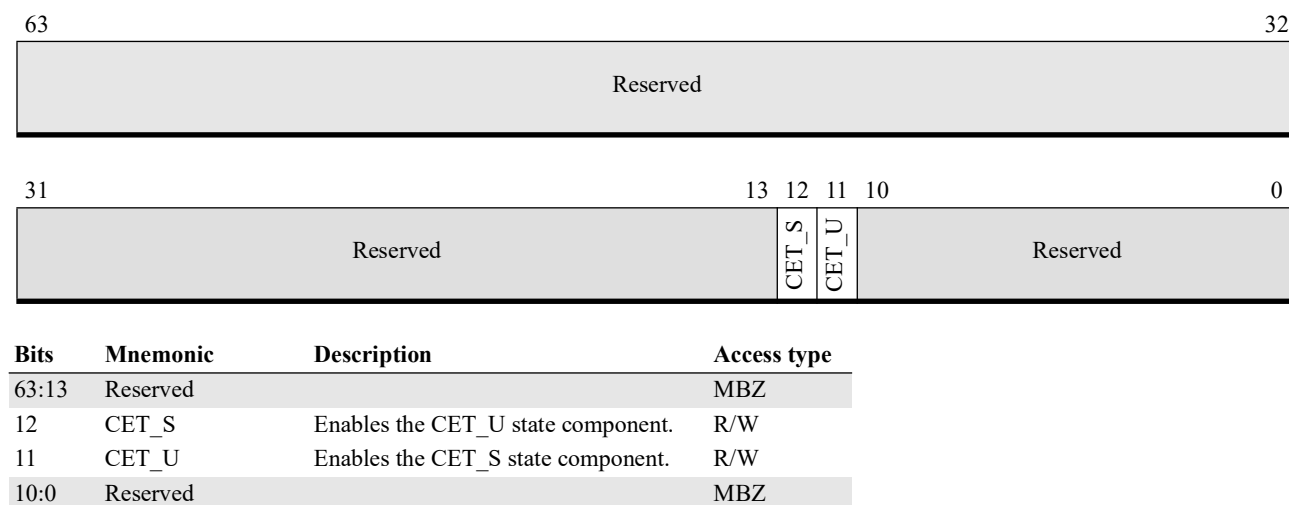 63 32
Reserved
31 13 12 11 10 0
Reserved CET_S CET_U Reserved
Bits Mnemonic Description Access type
63:13 Reserved MBZ
12 CET_S Enables the CET_U state component. R/W
11 CET_U Enables the CET_S state component. R/W
10:0 Reserved MBZ